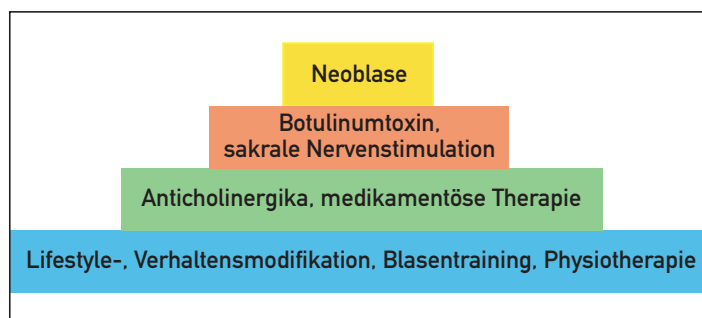 Neoblase
Botulinumtoxin,
sakrale Nervenstimulation
Anticholinergika, medikamentöse Therapie
Lifestyle-, Verhaltensmodifikation, Blasentraining, Physiotherapie